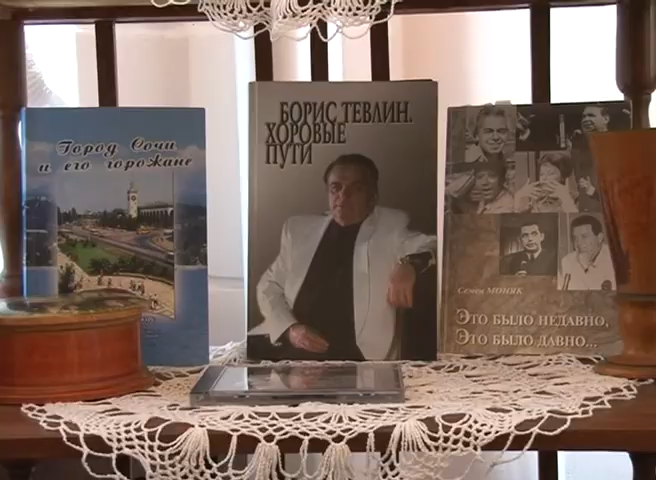 Город Сочи
и его горожане
БОРИС ТЕВЛИН.
ХОРОВЫЕ
ПУТИ
Семен МОНЯК
ЭТО БЫЛО НЕДАВНО,
ЭТО БЫЛО ДАВНО...